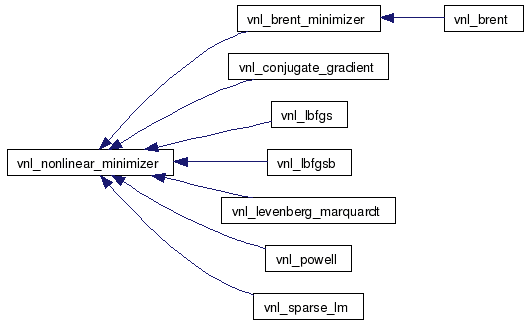 vnl_brent_minimizer
vnl_brent
vnl_conjugate_gradient
vnl_lbfgs
vnl_nonlinear_minimizer
vnl_lbfgsb
vnl_levenberg_marquardt
vnl_powell
vnl_sparse_lm